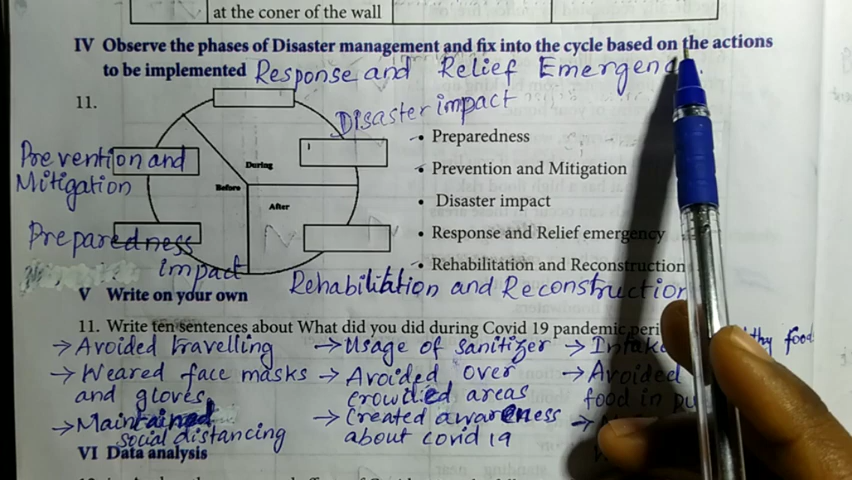 at the coner of the wall
IV Observe the phases of Disaster management and fix into the cycle based on the actions
to be implemented Response and Relief
11.
Disaster impact
• Preparedness
Prevention and
During
• Prevention and Mitigation
Mitigation
Before
• Disaster impact
After
Preparedness
• Response and Relief emergency
impact
• Rehabilitation and Reconstruction
V Write on your own
Rehabilitation and Reconstruction
11. Write ten sentences about What did you did during Covid 19 pandemic
→ Avoided travelling → Usage of sanitizer → food
→ Weared face masks → Avoided over → Avoided
and gloves. crowded areas food in
→ Maintained → Created awareness →
social distancing about covid 19
VI Data analysis